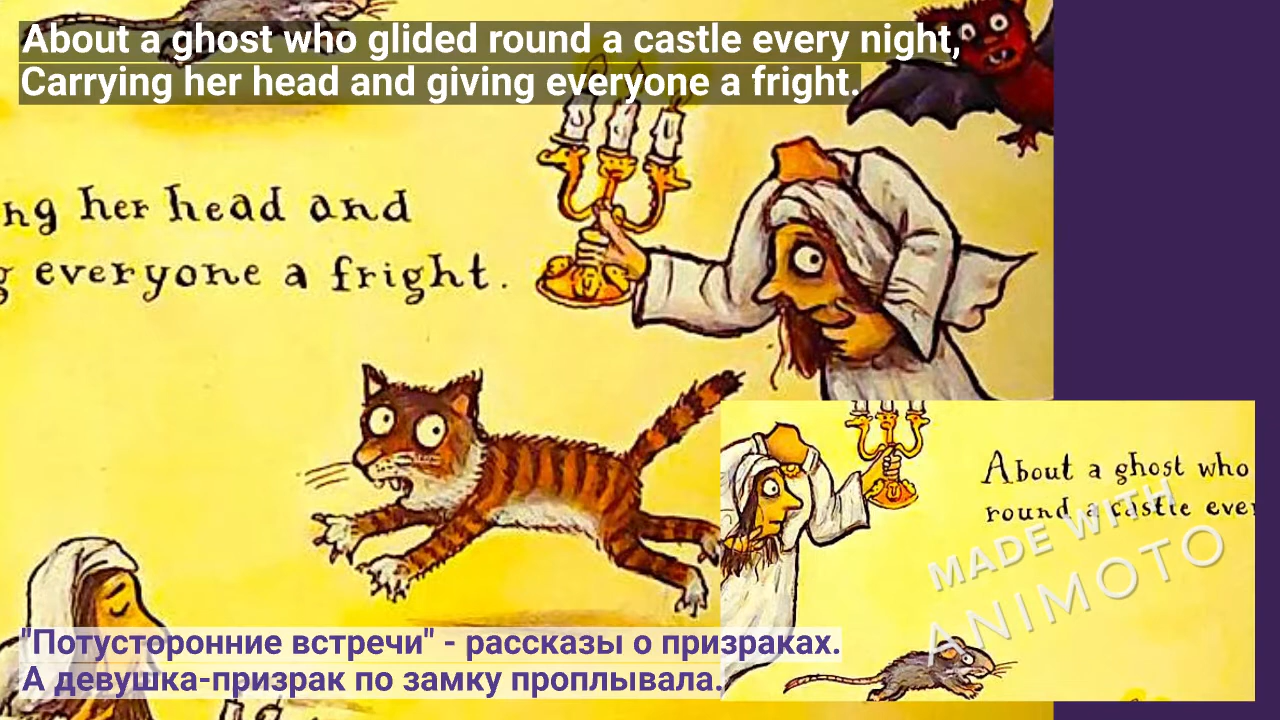 About a ghost who glided round a castle every night,
Carrying her head and giving everyone a fright.
ng her head and
g everyone a fright.
About a ghost who
round a castle ever
MADE WITH
ANIMOTO
"Потусторонние встречи" - рассказы о призраках.
А девушка-призрак по замку проплывала.